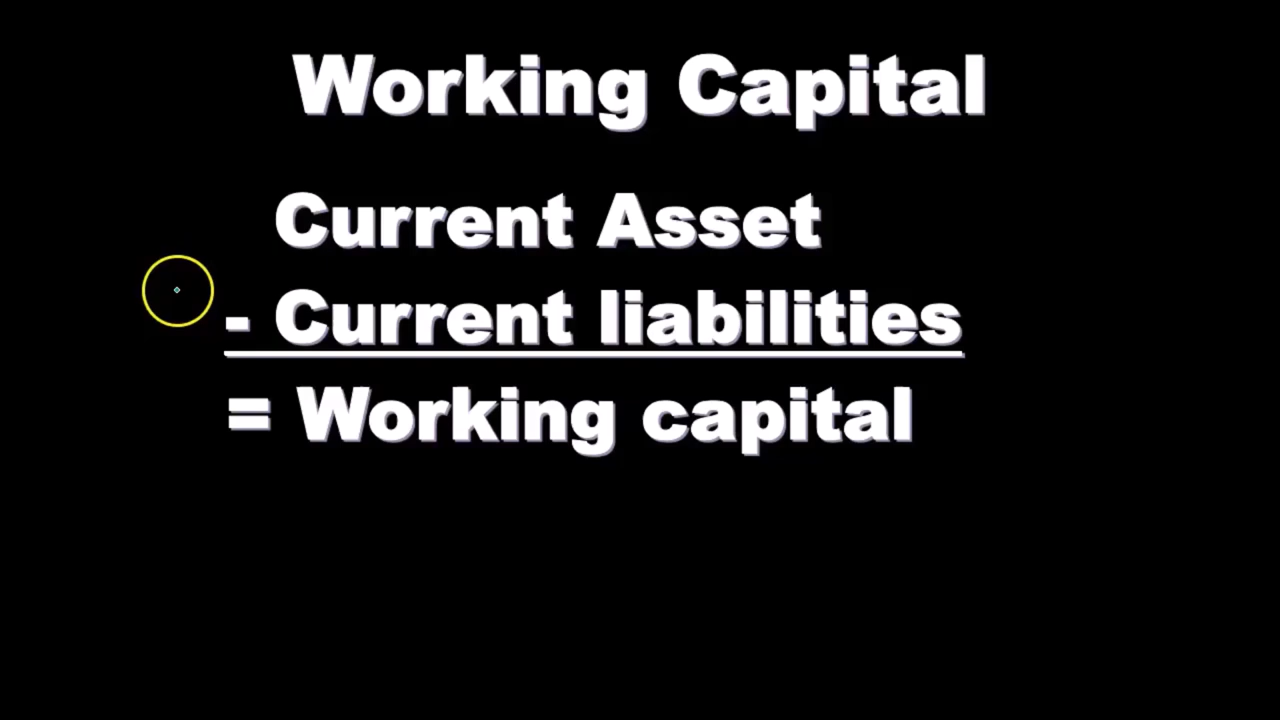 Working Capital
Current Asset
- Current liabilities
= Working capital